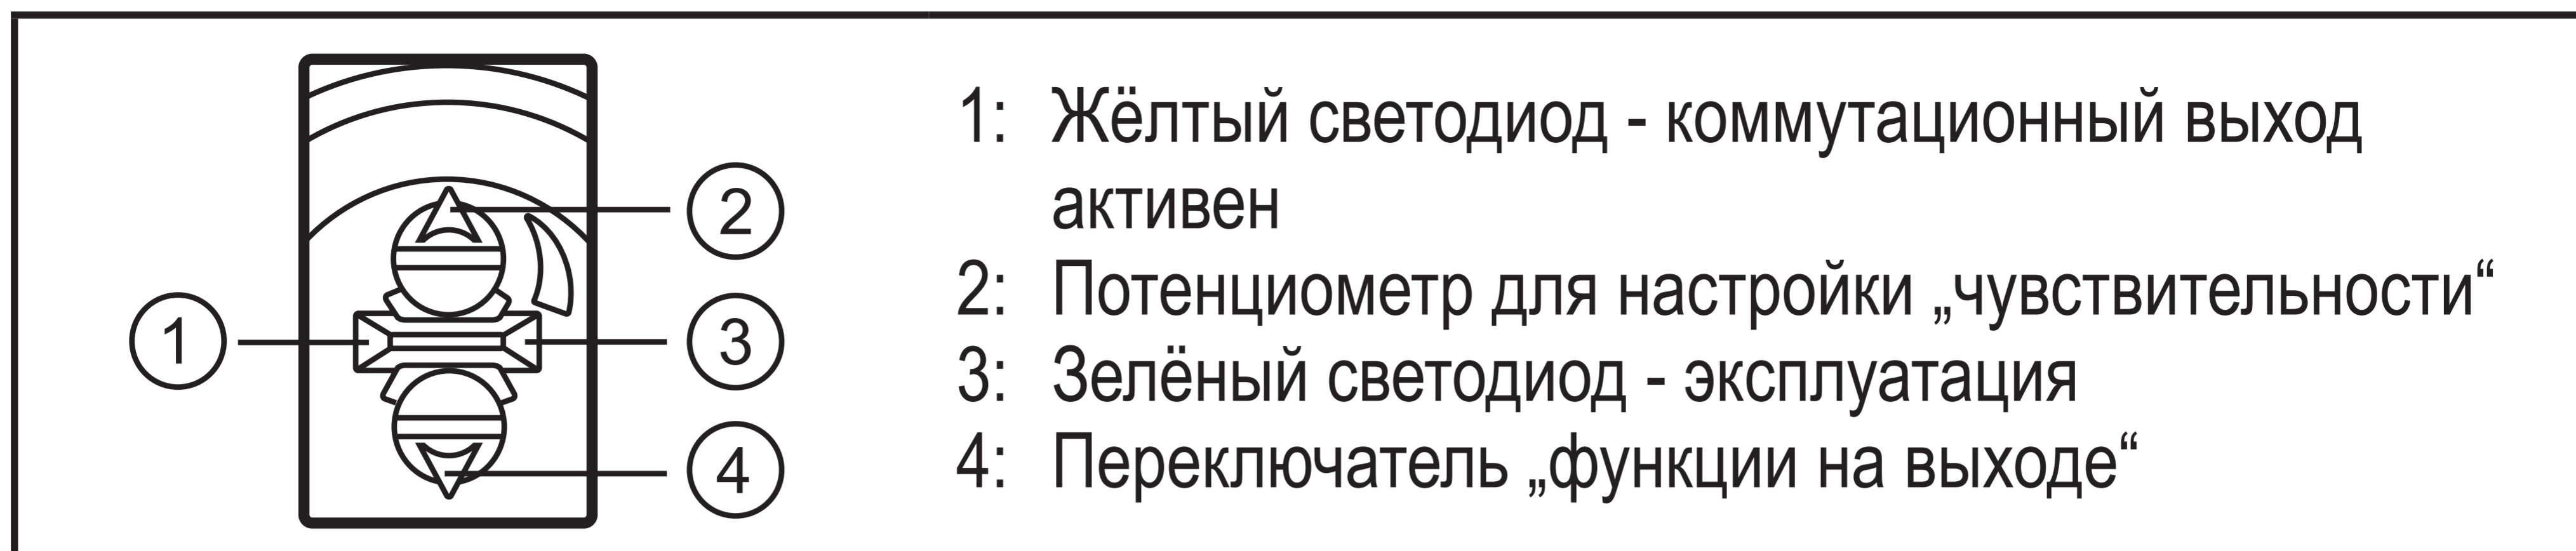 1: Жёлтый светодиод - коммутационный выход
активен
2: Потенциометр для настройки „чувствительности“
3: Зелёный светодиод - эксплуатация
4: Переключатель „функции на выходе“
2
1
3
4